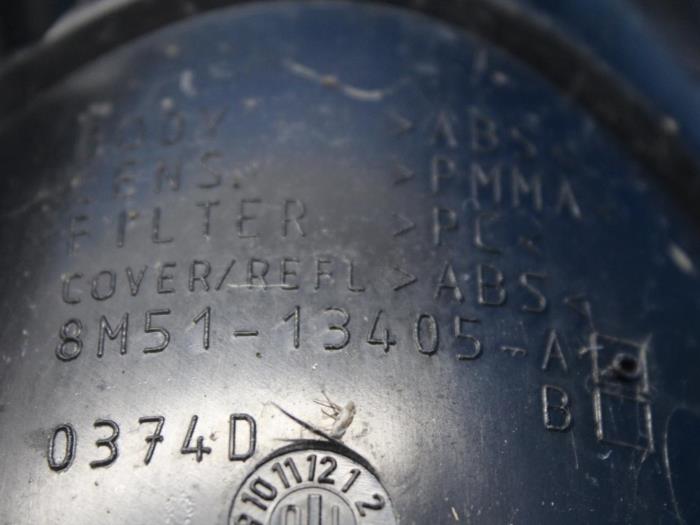 BODY >ABS<
LENS. >PMMA<
FILTER >PC<
COVER/REFL >ABS<
8M51-13405-A
B
0374D
10 11 12 1 2